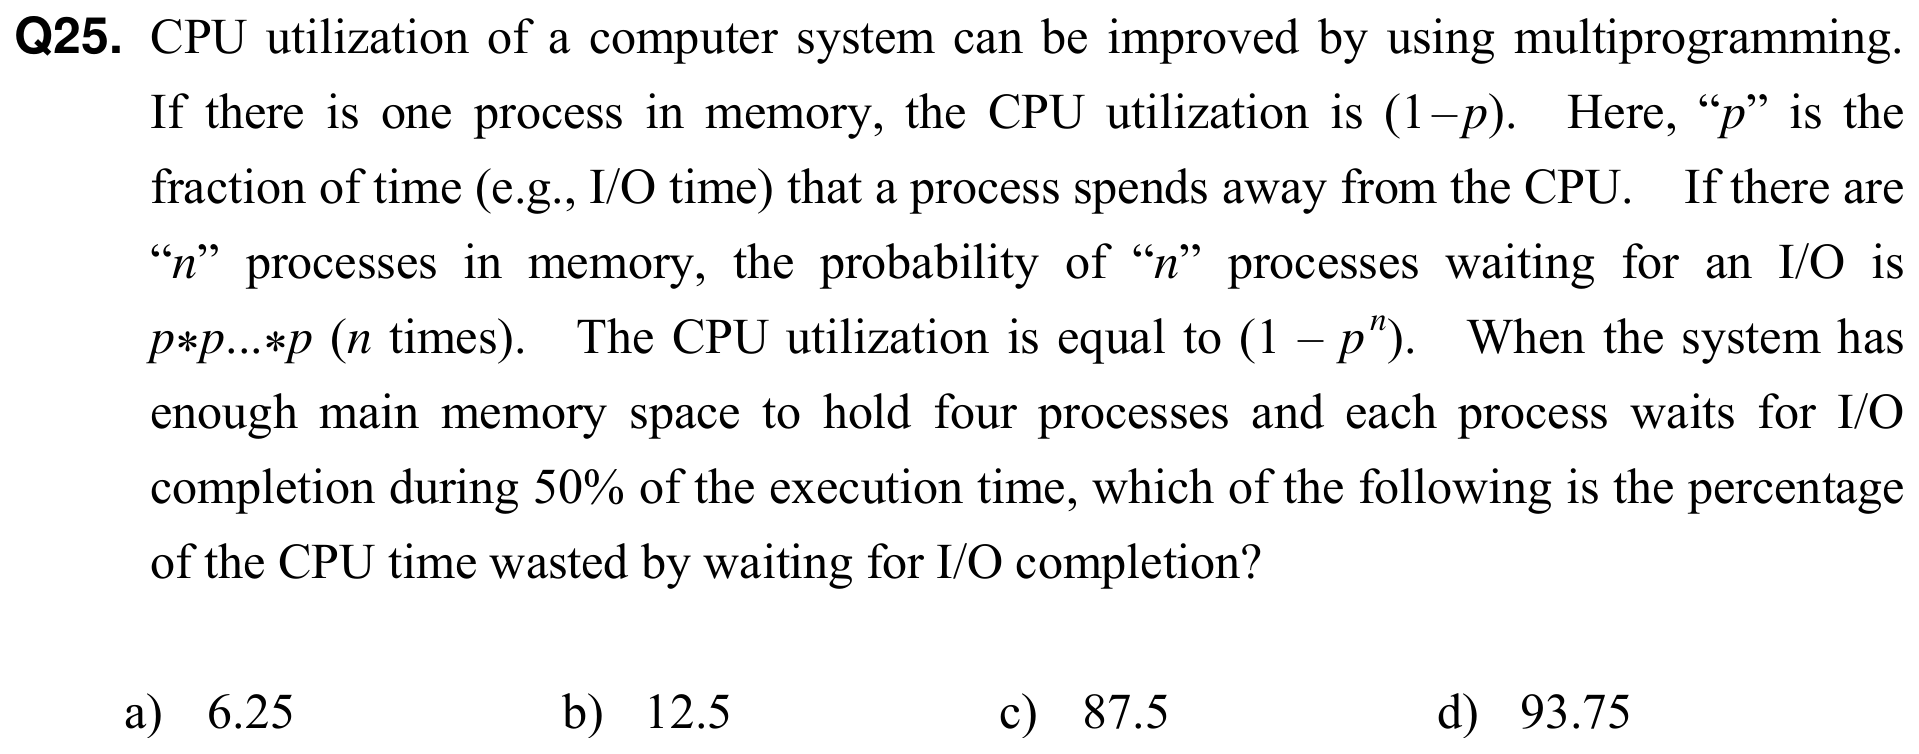 Q25. CPU utilization of a computer system can be improved by using multiprogramming.
If there is one process in memory, the CPU utilization is (1–p). Here, “p” is the
fraction of time (e.g., I/O time) that a process spends away from the CPU. If there are
“n” processes in memory, the probability of “n” processes waiting for an I/O is
p*p...*p (n times). The CPU utilization is equal to (1 – pⁿ). When the system has
enough main memory space to hold four processes and each process waits for I/O
completion during 50% of the execution time, which of the following is the percentage
of the CPU time wasted by waiting for I/O completion?
a) 6.25 b) 12.5 c) 87.5 d) 93.75